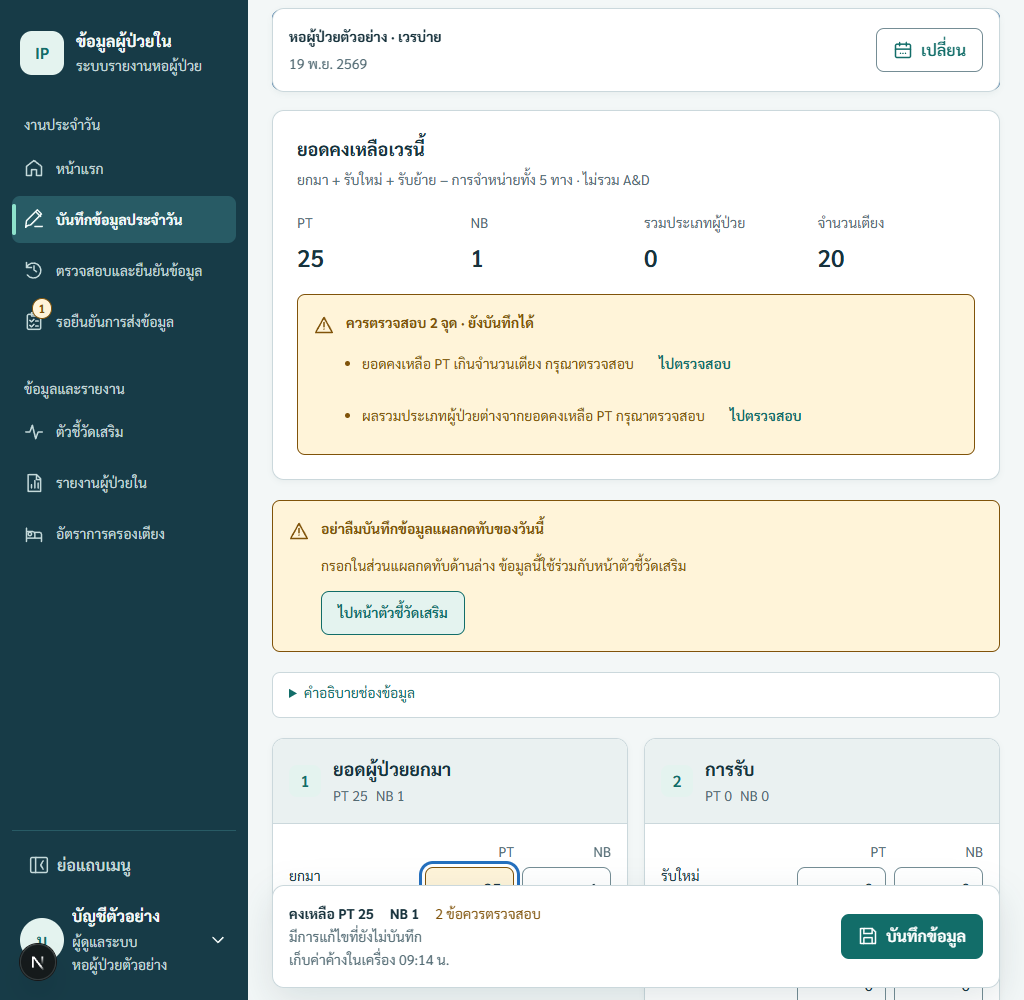 IP
ข้อมูลผู้ป่วยใน
ระบบรายงานหอผู้ป่วย
งานประจำวัน
หน้าแรก
บันทึกข้อมูลประจำวัน
ตรวจสอบและยืนยันข้อมูล
1
รอยืนยันการส่งข้อมูล
ข้อมูลและรายงาน
ตัวชี้วัดเสริม
รายงานผู้ป่วยใน
อัตราการครองเตียง
ย่อแถบเมนู
บัญชีตัวอย่าง
ผู้ดูแลระบบ
หอผู้ป่วยตัวอย่าง
N
หอผู้ป่วยตัวอย่าง · เวรบ่าย
19 พ.ย. 2569
เปลี่ยน
ยอดคงเหลือเวรนี้
ยกมา + รับใหม่ + รับย้าย − การจำหน่ายทั้ง 5 ทาง · ไม่รวม A&D
PT NB รวมประเภทผู้ป่วย จำนวนเตียง
25 1 0 20
ควรตรวจสอบ 2 จุด · ยังบันทึกได้
• ยอดคงเหลือ PT เกินจำนวนเตียง กรุณาตรวจสอบ ไปตรวจสอบ
• ผลรวมประเภทผู้ป่วยต่างจากยอดคงเหลือ PT กรุณาตรวจสอบ ไปตรวจสอบ
อย่าลืมบันทึกข้อมูลแผลกดทับของวันนี้
กรอกในส่วนแผลกดทับด้านล่าง ข้อมูลนี้ใช้ร่วมกับหน้าตัวชี้วัดเสริม
ไปหน้าตัวชี้วัดเสริม
คำอธิบายช่องข้อมูล
1 ยอดผู้ป่วยยกมา
PT 25 NB 1
PT NB
ยกมา
2 การรับ
PT 0 NB 0
PT NB
รับใหม่
คงเหลือ PT 25 NB 1 2 ข้อควรตรวจสอบ
มีการแก้ไขที่ยังไม่บันทึก
เก็บค่าค้างในเครื่อง 09:14 น.
บันทึกข้อมูล